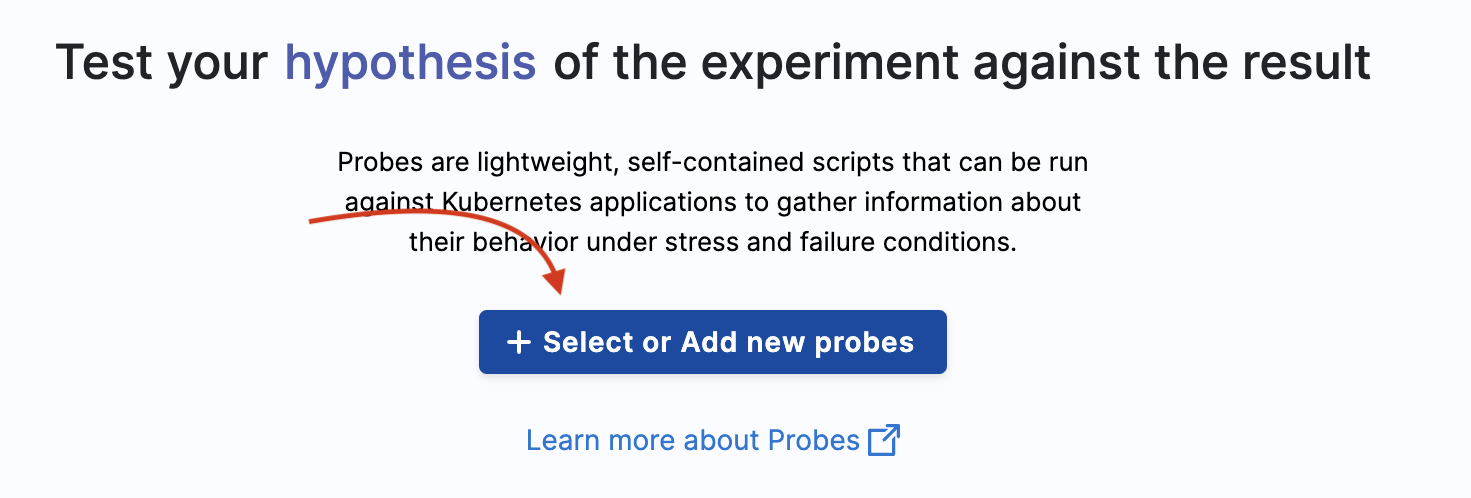 Test your hypothesis of the experiment against the result
Probes are lightweight, self-contained scripts that can be run
against Kubernetes applications to gather information about
their behavior under stress and failure conditions.
+ Select or Add new probes
Learn more about Probes